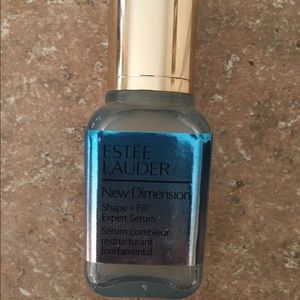 ESTĒE
LAUDER
New Dimension
Shape + Fill
Expert Serum
Sérum combleur
restructurant
fondamental